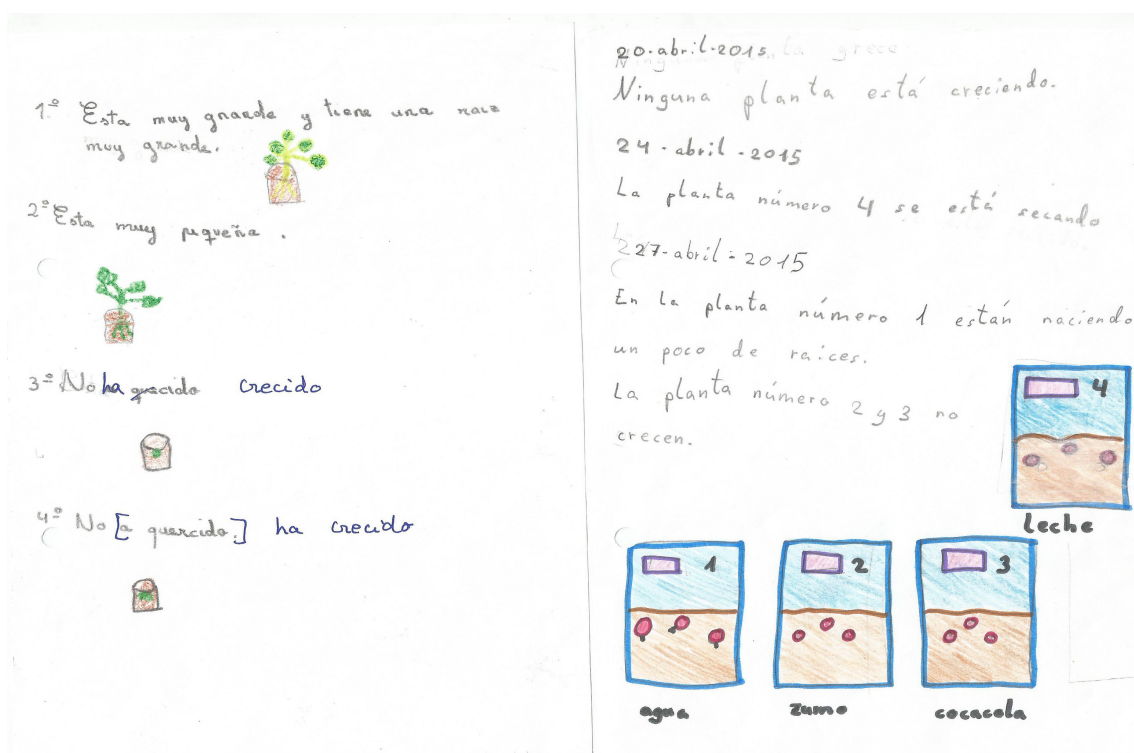 1º Esta muy grande y tiene una raiz
muy grande.
2º Esta muy pequeña.
3º No ha crecido
4º No [a quercido.] ha crecido
20-abril-2015
Ninguna planta está creciendo.
24-abril-2015
La planta número 4 se está secando
27-abril-2015
En la planta número 1 están naciendo
un poco de raíces.
La planta número 2 y 3 no
crecen.
4
leche
1
2
3
agua
zumo
cocacola